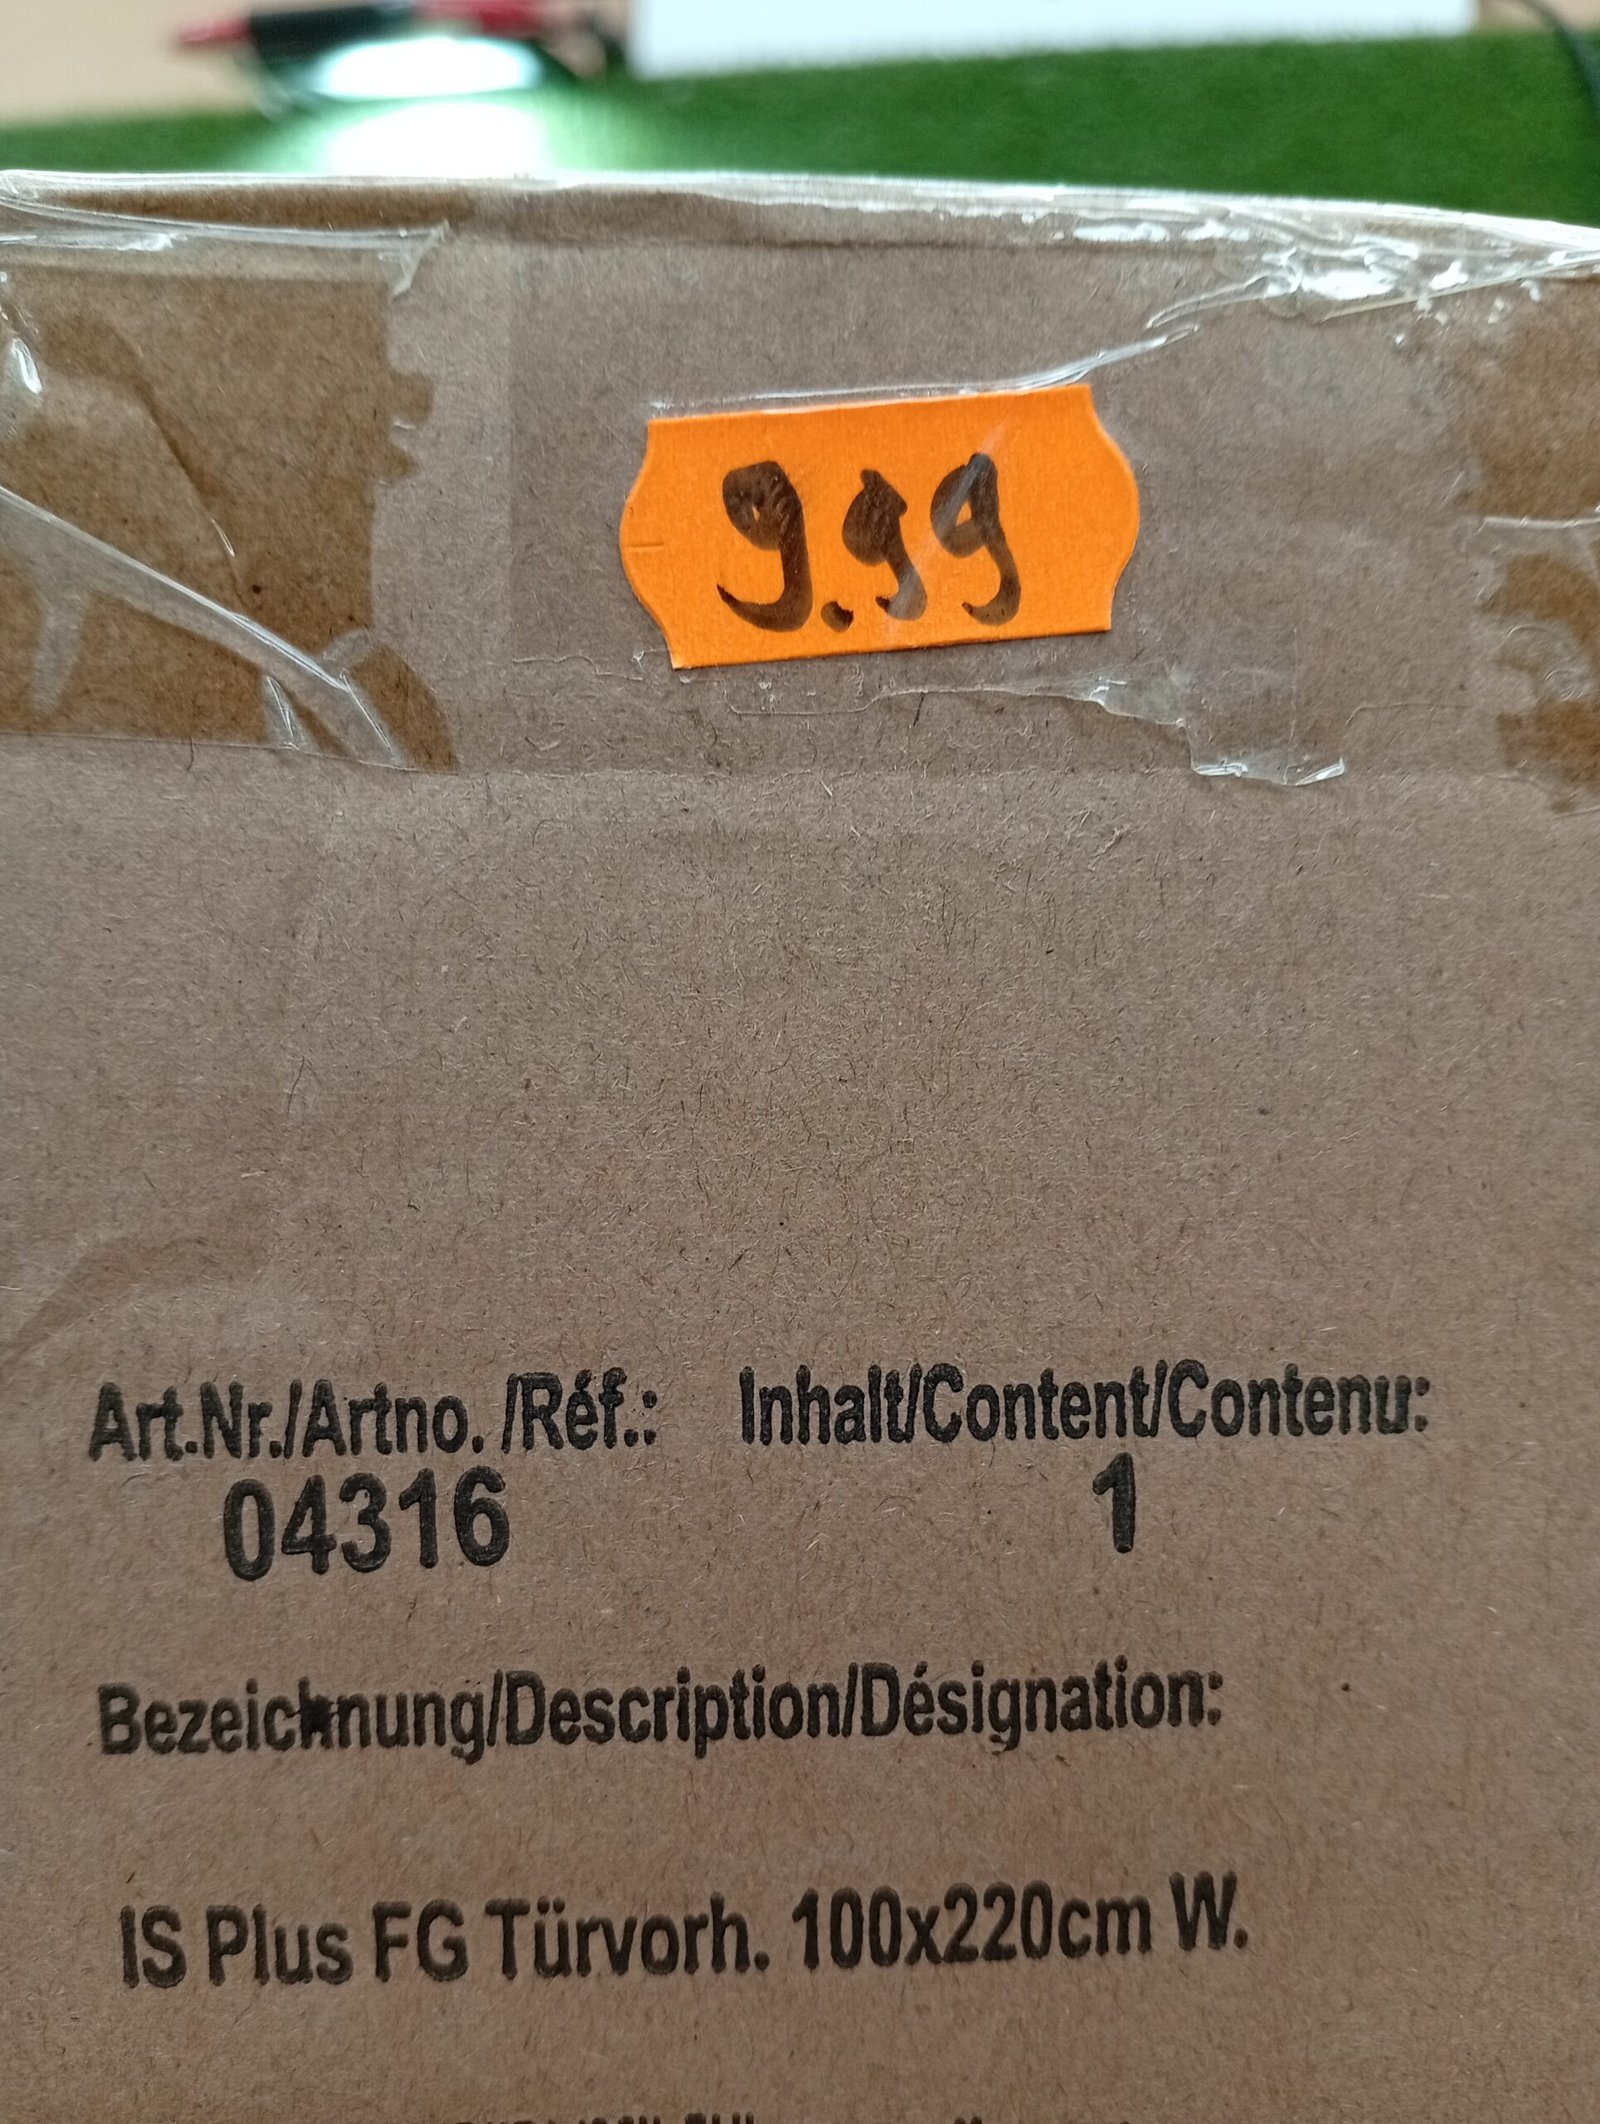 9.99
Art.Nr./Artno. /Réf.: Inhalt/Content/Contenu:
04316 1
Bezeichnung/Description/Désignation:
IS Plus FG Türvorh. 100x220cm W.